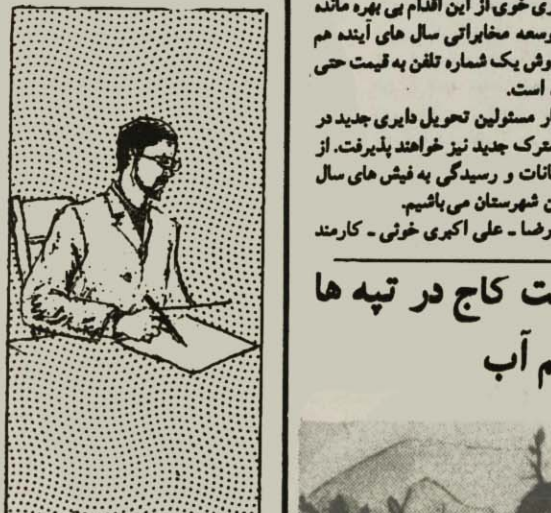 ری خوی از این اقدام بی بهره مانده
وسعه مخابراتی سال های آینده هم
وش یک شماره تلفن به قیمت حتی
است.
ر مسئولین تحویل دایری جدید در
شترک جدید نیز خواهند پذیرفت. از
انات و رسیدگی به فیش های سال
ن شهرستان می باشیم.
رضا ـ علی اکبری خوئی ـ کارمند
ت کاج در تپه ها
م آب